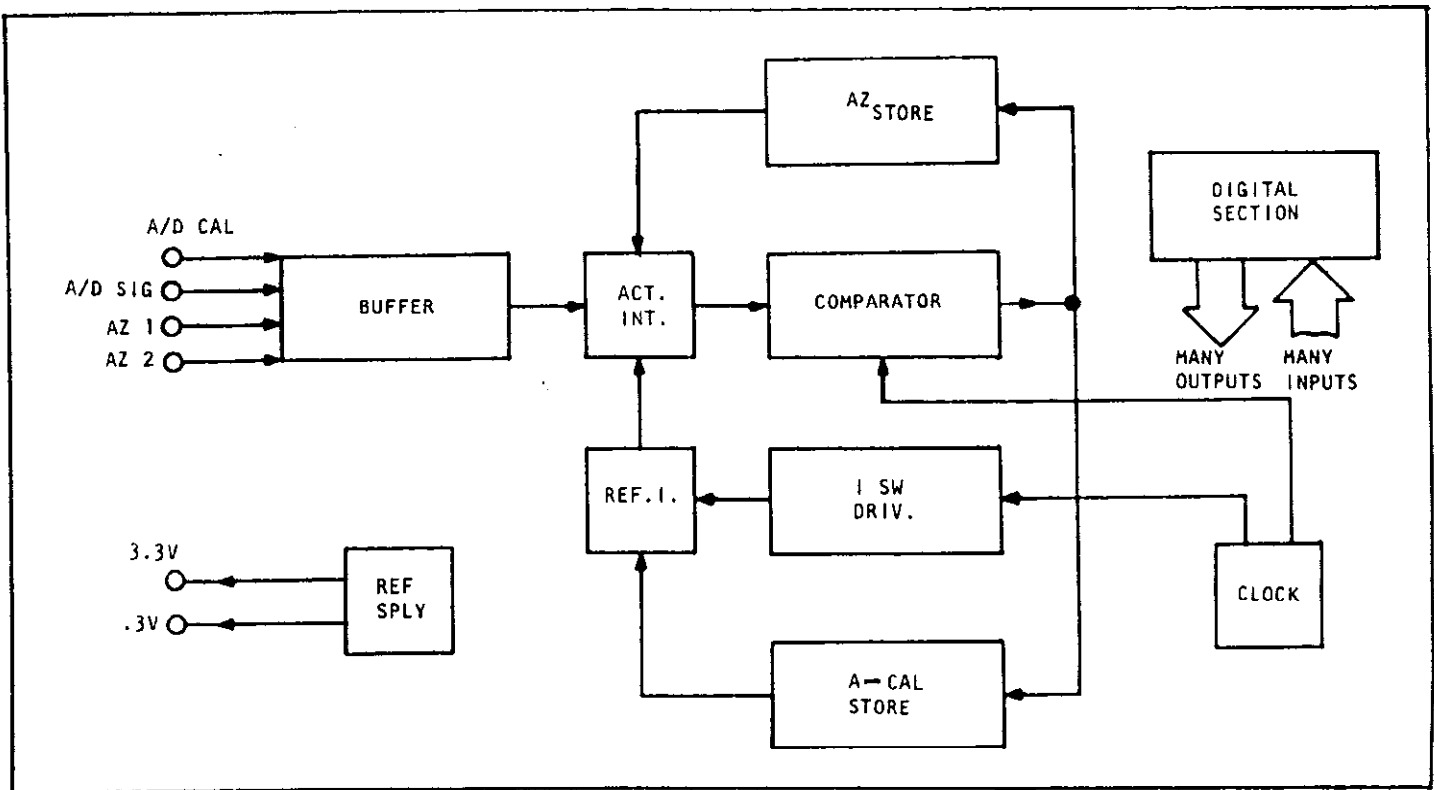 AZ STORE
DIGITAL
SECTION
A/D CAL
A/D SIG
AZ 1
AZ 2
BUFFER
ACT.
INT.
COMPARATOR
MANY
OUTPUTS
MANY
INPUTS
REF.I.
I SW
DRIV.
3.3V
.3V
REF
SPLY
CLOCK
A-CAL
STORE